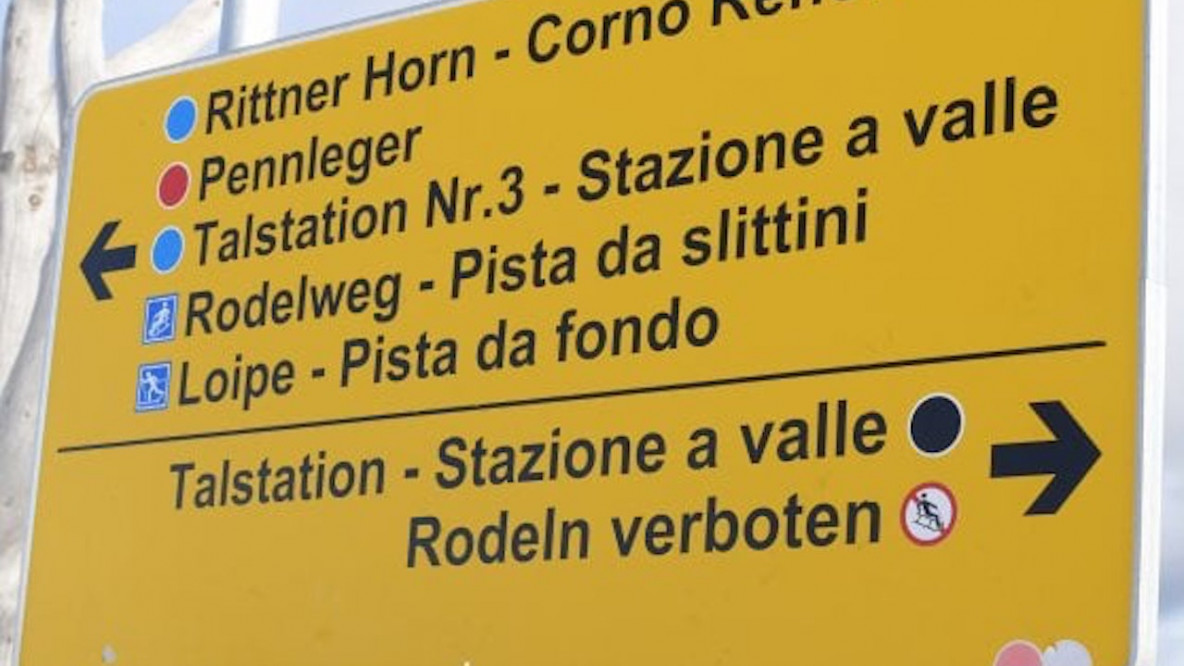 Rittner Horn - Corno
Pennleger
Talstation Nr.3 - Stazione a valle
Rodelweg - Pista da slittini
Loipe - Pista da fondo
Talstation - Stazione a valle
Rodeln verboten